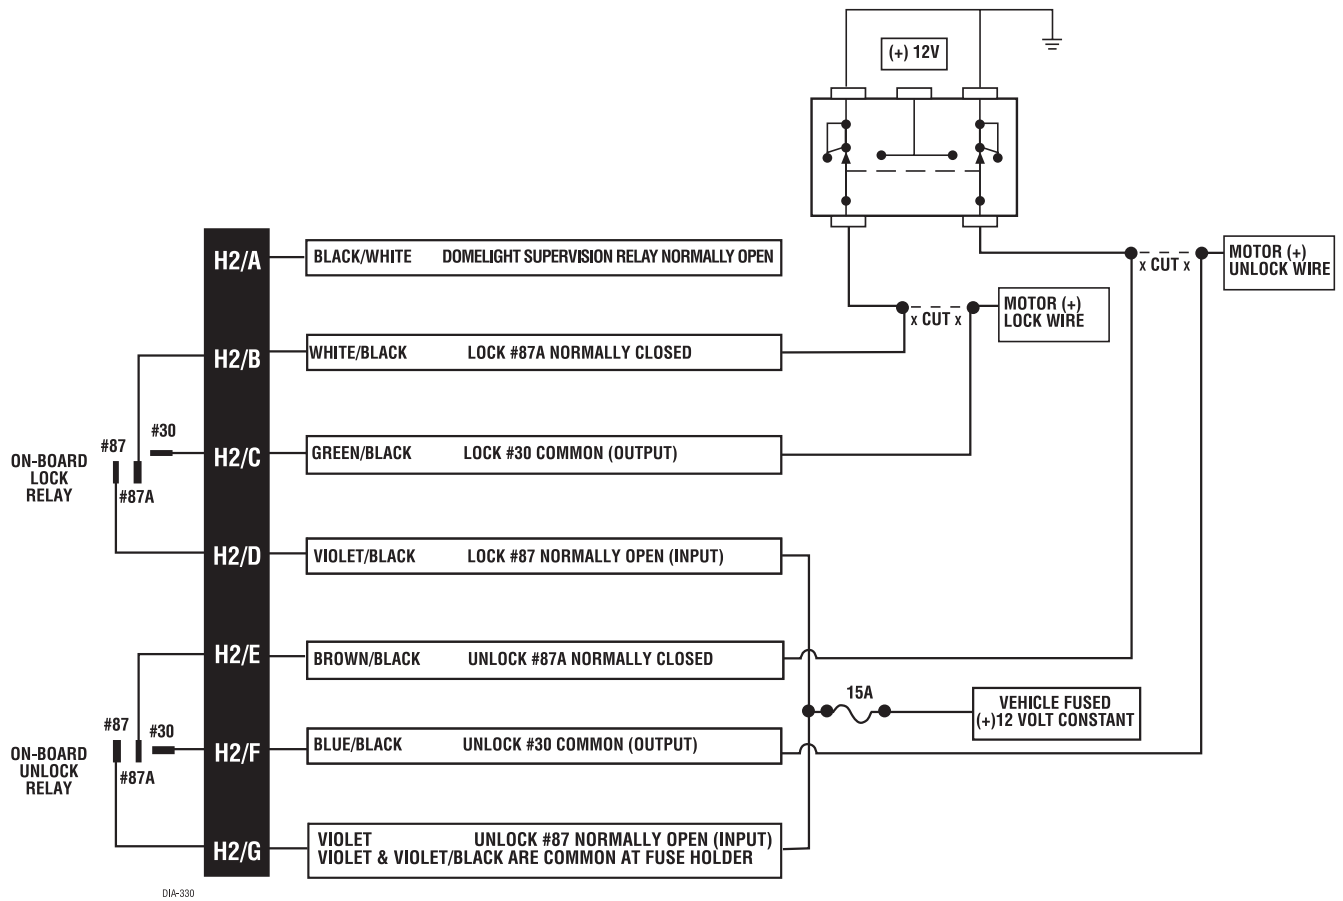 (+) 12V
H2/A
BLACK/WHITE DOMELIGHT SUPERVISION RELAY NORMALLY OPEN
x CUT x
MOTOR (+)
UNLOCK WIRE
x CUT x
MOTOR (+)
LOCK WIRE
H2/B
WHITE/BLACK LOCK #87A NORMALLY CLOSED
#87
#30
#87A
ON-BOARD
LOCK
RELAY
H2/C
GREEN/BLACK LOCK #30 COMMON (OUTPUT)
H2/D
VIOLET/BLACK LOCK #87 NORMALLY OPEN (INPUT)
H2/E
BROWN/BLACK UNLOCK #87A NORMALLY CLOSED
15A
VEHICLE FUSED
(+)12 VOLT CONSTANT
#87
#30
#87A
ON-BOARD
UNLOCK
RELAY
H2/F
BLUE/BLACK UNLOCK #30 COMMON (OUTPUT)
H2/G
VIOLET UNLOCK #87 NORMALLY OPEN (INPUT)
VIOLET & VIOLET/BLACK ARE COMMON AT FUSE HOLDER
DIA-330